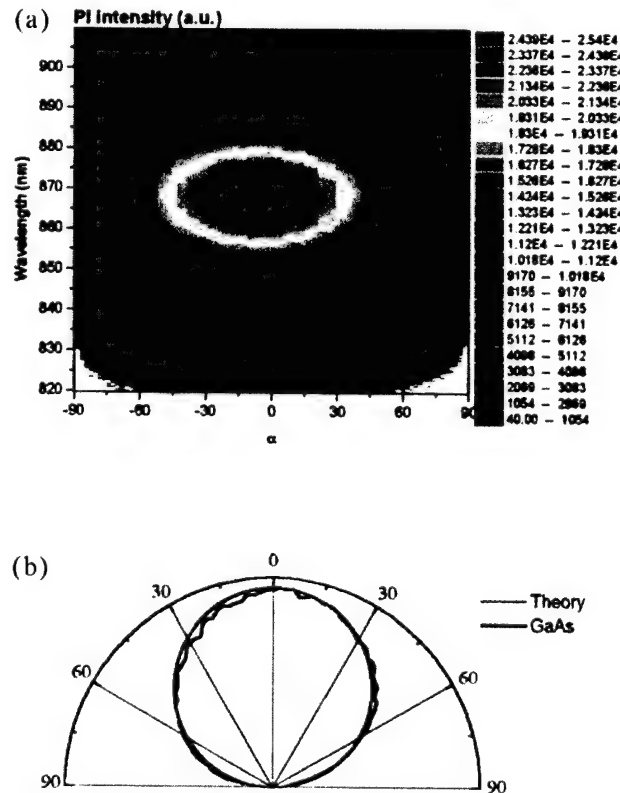 (a) PI intensity (a.u.)
900
890
880
870
860
850
840
830
820
Wavelength (nm)
-90 -60 -30 0 30 60 90
α
2.439E4 – 2.54E4
2.337E4 – 2.439E4
2.236E4 – 2.337E4
2.134E4 – 2.236E4
2.033E4 – 2.134E4
1.931E4 – 2.033E4
1.83E4 – 1.931E4
1.728E4 – 1.83E4
1.627E4 – 1.728E4
1.526E4 – 1.627E4
1.424E4 – 1.526E4
1.323E4 – 1.424E4
1.221E4 – 1.323E4
1.12E4 – 1.221E4
1.018E4 – 1.12E4
9170 – 1.018E4
8155 – 9170
7141 – 8155
6126 – 7141
5112 – 6126
4098 – 5112
3083 – 4098
2069 – 3083
1054 – 2069
40.00 – 1054
(b)
0
30 30
60 60
90 90
Theory
GaAs